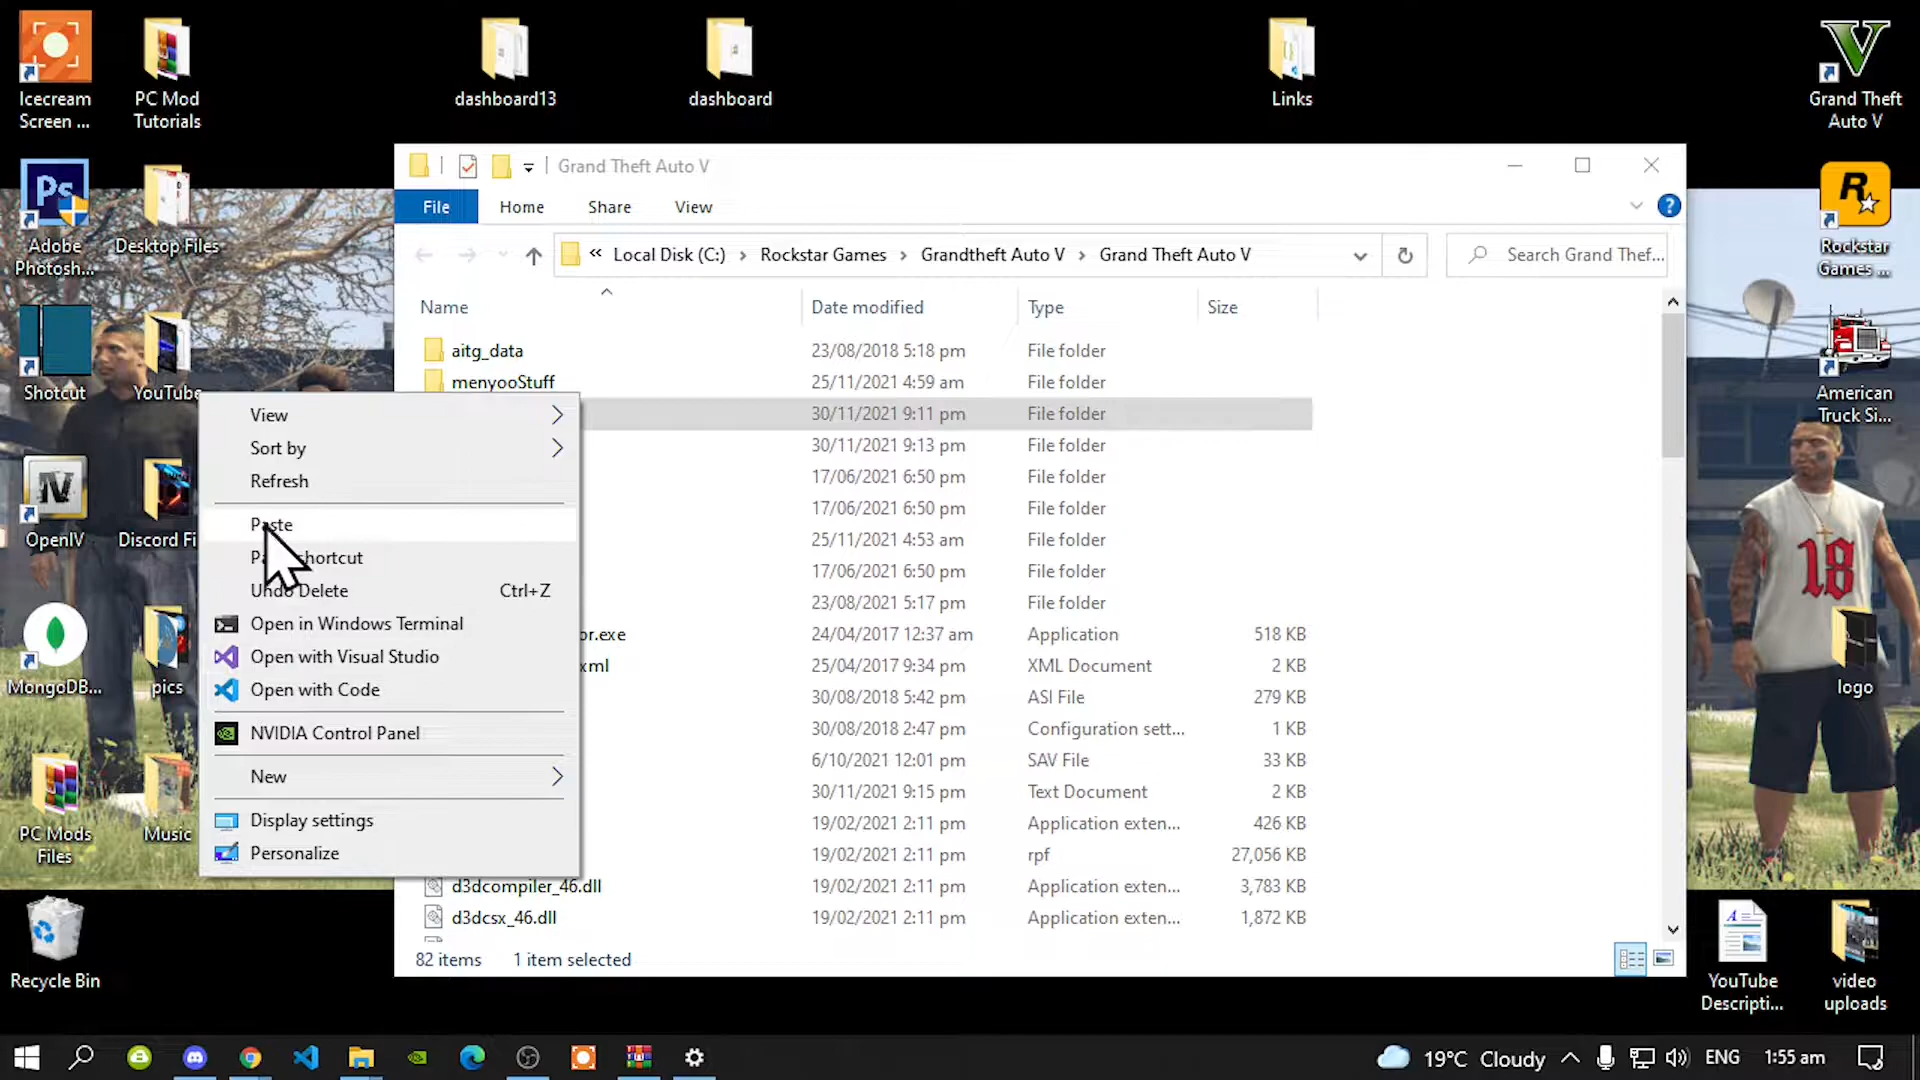 Icecream
Screen ...
PC Mod
Tutorials
dashboard13
dashboard
Links
Grand Theft
Auto V
Ps
Adobe
Photosh...
Desktop Files
R
Rockstar
Games ...
Shotcut
YouTube
American
Truck Si...
IV
OpenIV
Discord Fi
MongoDB...
pics
logo
PC Mods
Files
Music
Recycle Bin
YouTube
Descripti...
video
uploads
18
Grand Theft Auto V
File
Home
Share
View
?
« Local Disk (C:) > Rockstar Games > Grandtheft Auto V > Grand Theft Auto V
Search Grand Thef...
Name Date modified Type Size
aitg_data 23/08/2018 5:18 pm File folder
menyooStuff 25/11/2021 4:59 am File folder
30/11/2021 9:11 pm File folder
30/11/2021 9:13 pm File folder
17/06/2021 6:50 pm File folder
17/06/2021 6:50 pm File folder
25/11/2021 4:53 am File folder
17/06/2021 6:50 pm File folder
23/08/2021 5:17 pm File folder
or.exe 24/04/2017 12:37 am Application 518 KB
xml 25/04/2017 9:34 pm XML Document 2 KB
30/08/2018 5:42 pm ASI File 279 KB
30/08/2018 2:47 pm Configuration sett... 1 KB
6/10/2021 12:01 pm SAV File 33 KB
30/11/2021 9:15 pm Text Document 2 KB
19/02/2021 2:11 pm Application exten... 426 KB
19/02/2021 2:11 pm rpf 27,056 KB
d3dcompiler_46.dll 19/02/2021 2:11 pm Application exten... 3,783 KB
d3dcsx_46.dll 19/02/2021 2:11 pm Application exten... 1,872 KB
82 items 1 item selected
View
Sort by
Refresh
Paste
Pa shortcut
Undo Delete Ctrl+Z
Open in Windows Terminal
Open with Visual Studio
Open with Code
NVIDIA Control Panel
New
Display settings
Personalize
19°C Cloudy
ENG
1:55 am